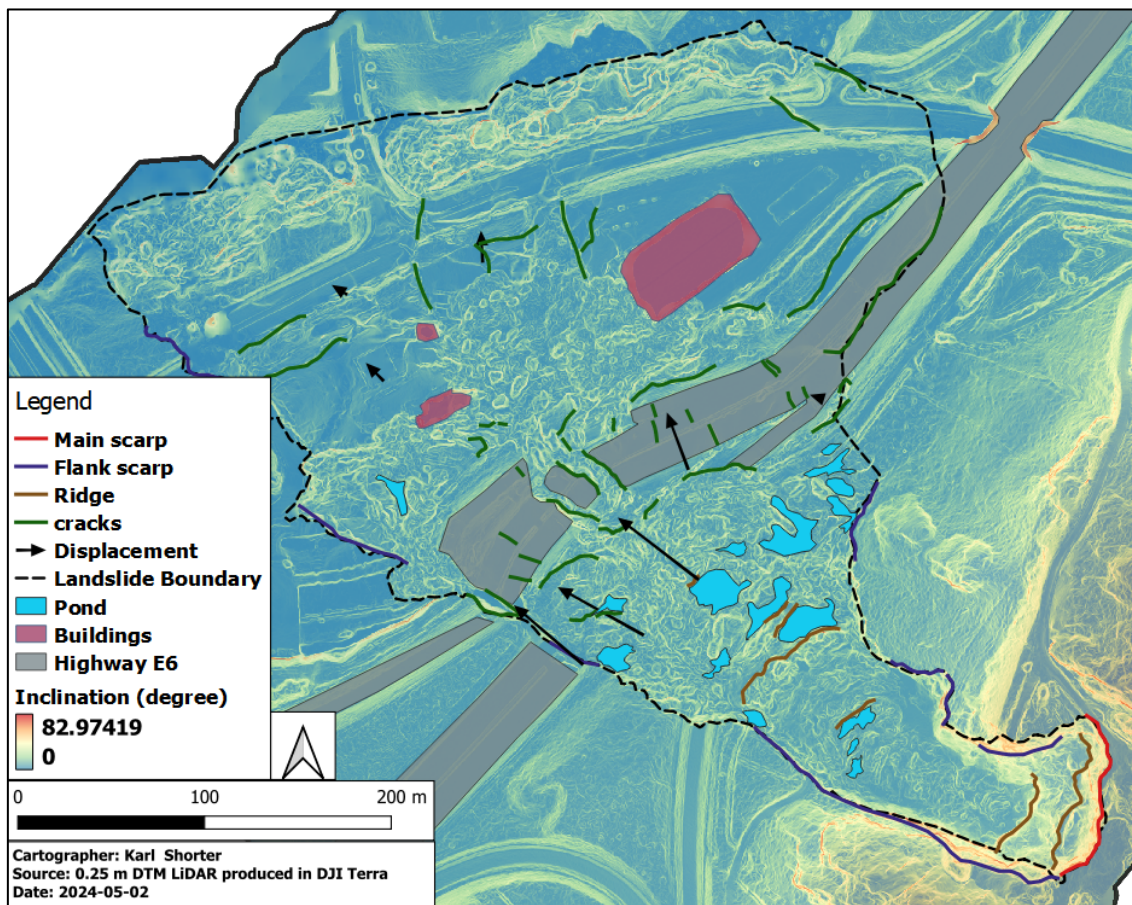 Legend
Main scarp
Flank scarp
Ridge
cracks
Displacement
Landslide Boundary
Pond
Buildings
Highway E6
Inclination (degree)
82.97419
0
0 100 200 m
Cartographer: Karl Shorter
Source: 0.25 m DTM LiDAR produced in DJI Terra
Date: 2024-05-02